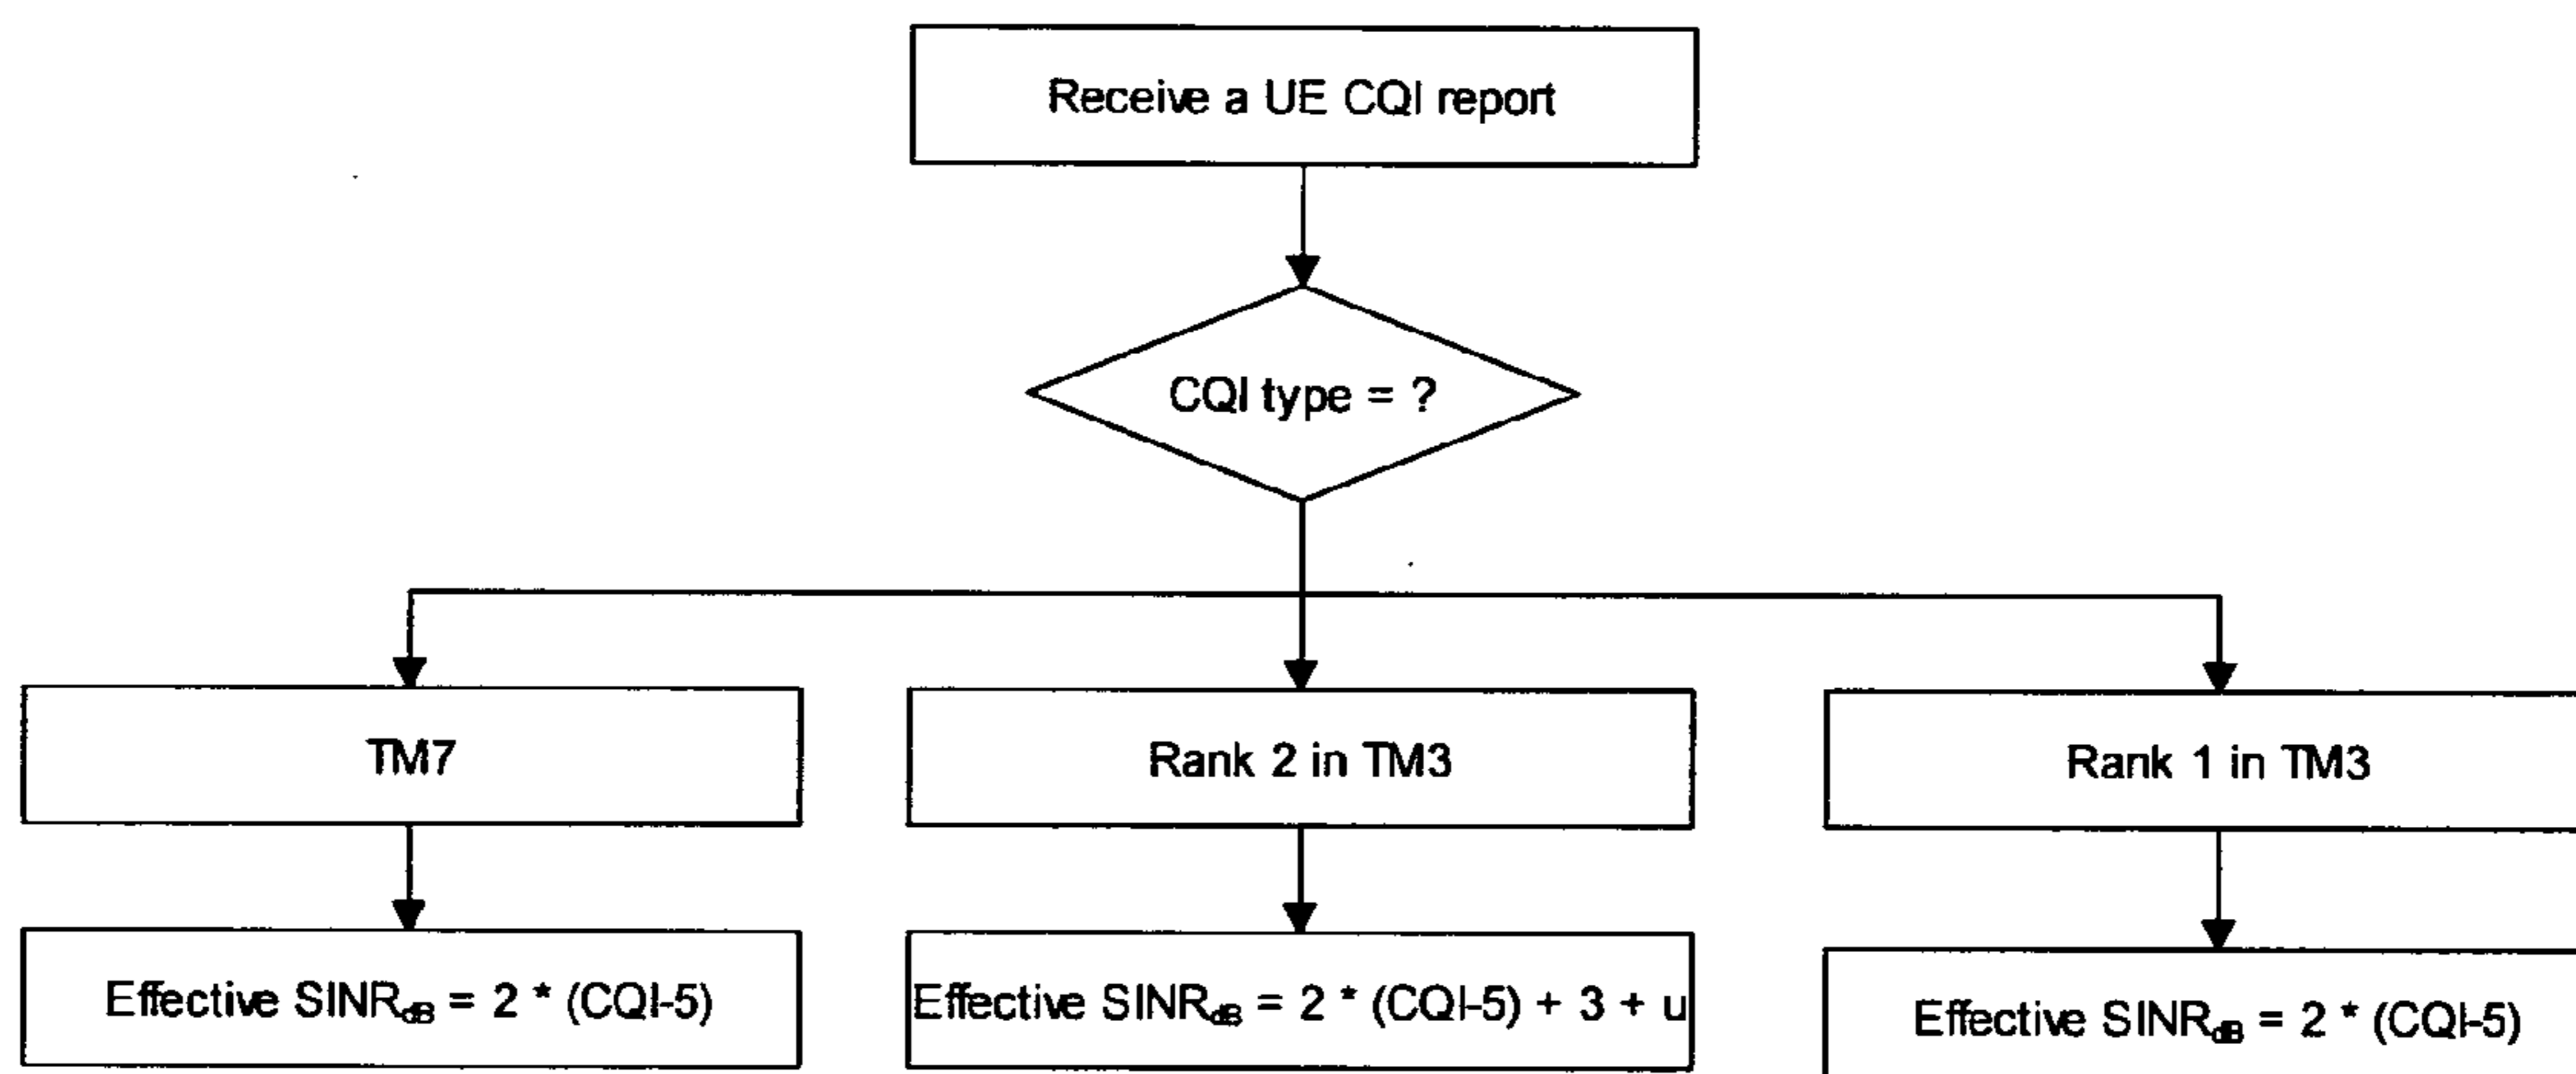 Receive a UE CQI report
CQI type = ?
TM7
Rank 2 in TM3
Rank 1 in TM3
Effective SINRdB = 2 * (CQI-5)
Effective SINRdB = 2 * (CQI-5) + 3 + u
Effective SINRdB = 2 * (CQI-5)